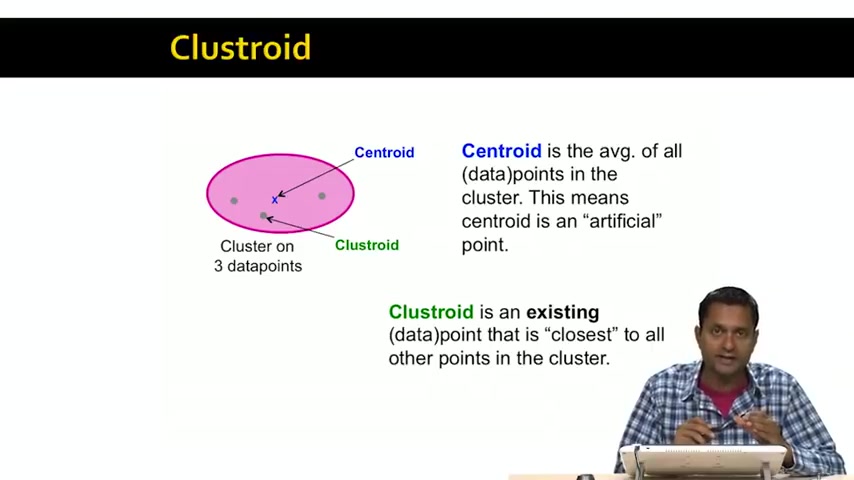 Clustroid
Centroid
x
Cluster on
3 datapoints
Clustroid
Centroid is the avg. of all
(data)points in the
cluster. This means
centroid is an “artificial”
point.
Clustroid is an existing
(data)point that is “closest” to all
other points in the cluster.